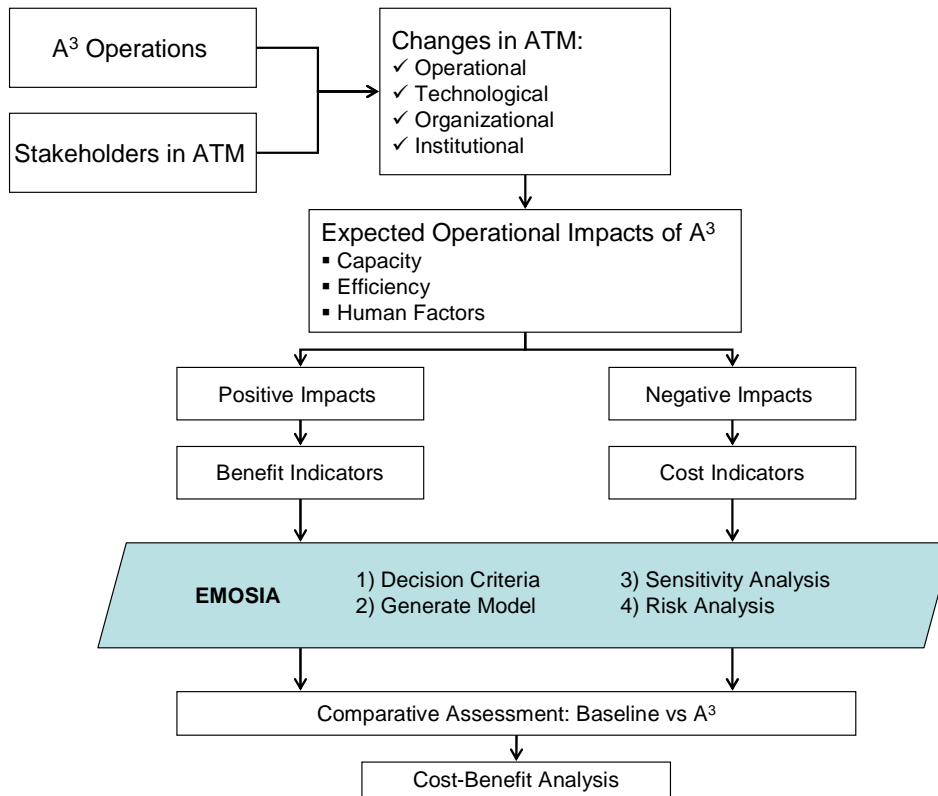 A³ Operations
Stakeholders in ATM
Changes in ATM:
✓ Operational
✓ Technological
✓ Organizational
✓ Institutional
Expected Operational Impacts of A³
▪ Capacity
▪ Efficiency
▪ Human Factors
Positive Impacts
Negative Impacts
Benefit Indicators
Cost Indicators
EMOSIA
1) Decision Criteria
2) Generate Model
3) Sensitivity Analysis
4) Risk Analysis
Comparative Assessment: Baseline vs A³
Cost-Benefit Analysis